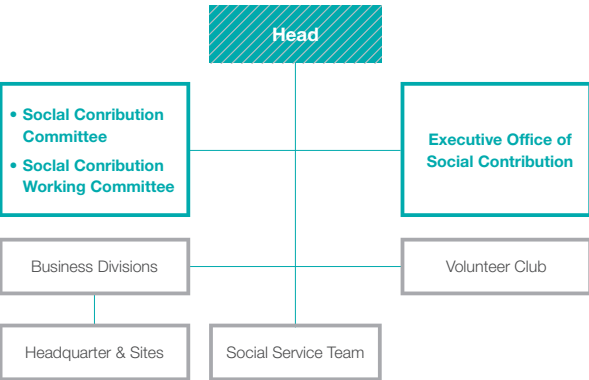 Head
• Soclal Conribution
Committee
• Soclal Conribution
Working Committee
Executive Office of
Social Contribution
Business Divisions
Volunteer Club
Headquarter & Sites
Social Service Team